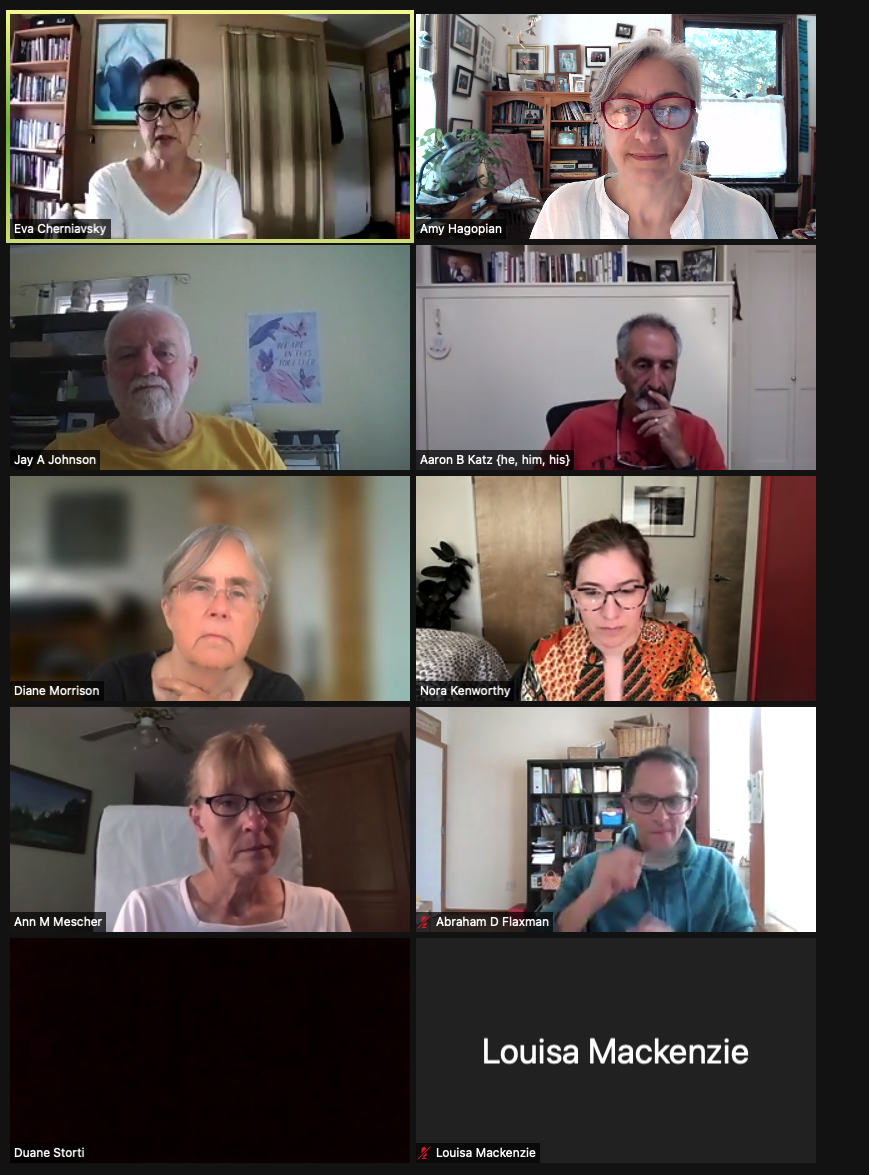 Eva Cherniavsky
Amy Hagopian
WE ARE
IN THIS
TOGETHER
Jay A Johnson
TEXAS
Aaron B Katz {he, him, his}
Diane Morrison
Nora Kenworthy
Ann M Mescher
Abraham D Flaxman
Louisa Mackenzie
Duane Storti
Louisa Mackenzie